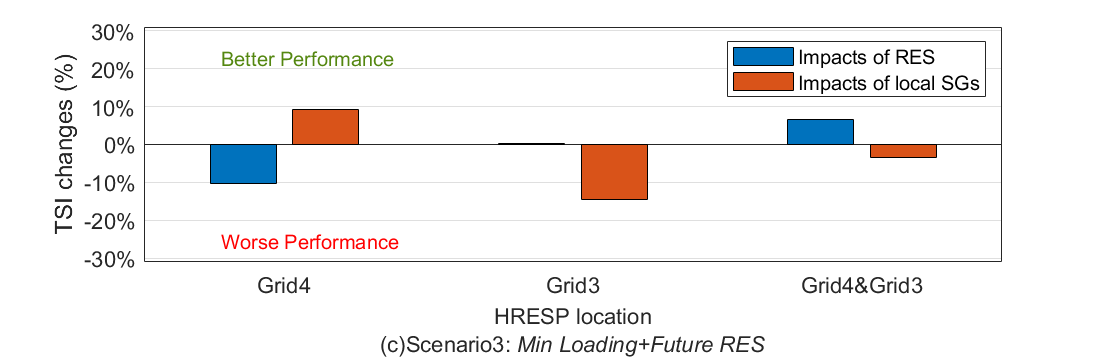 30%
20%
10%
0%
-10%
-20%
-30%
TSI changes (%)
Better Performance
Worse Performance
Impacts of RES
Impacts of local SGs
Grid4
Grid3
Grid4&Grid3
HRESP location
(c)Scenario3: Min Loading+Future RES